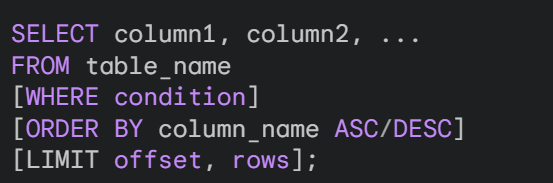 SELECT column1, column2, ...
FROM table_name
[WHERE condition]
[ORDER BY column_name ASC/DESC]
[LIMIT offset, rows];